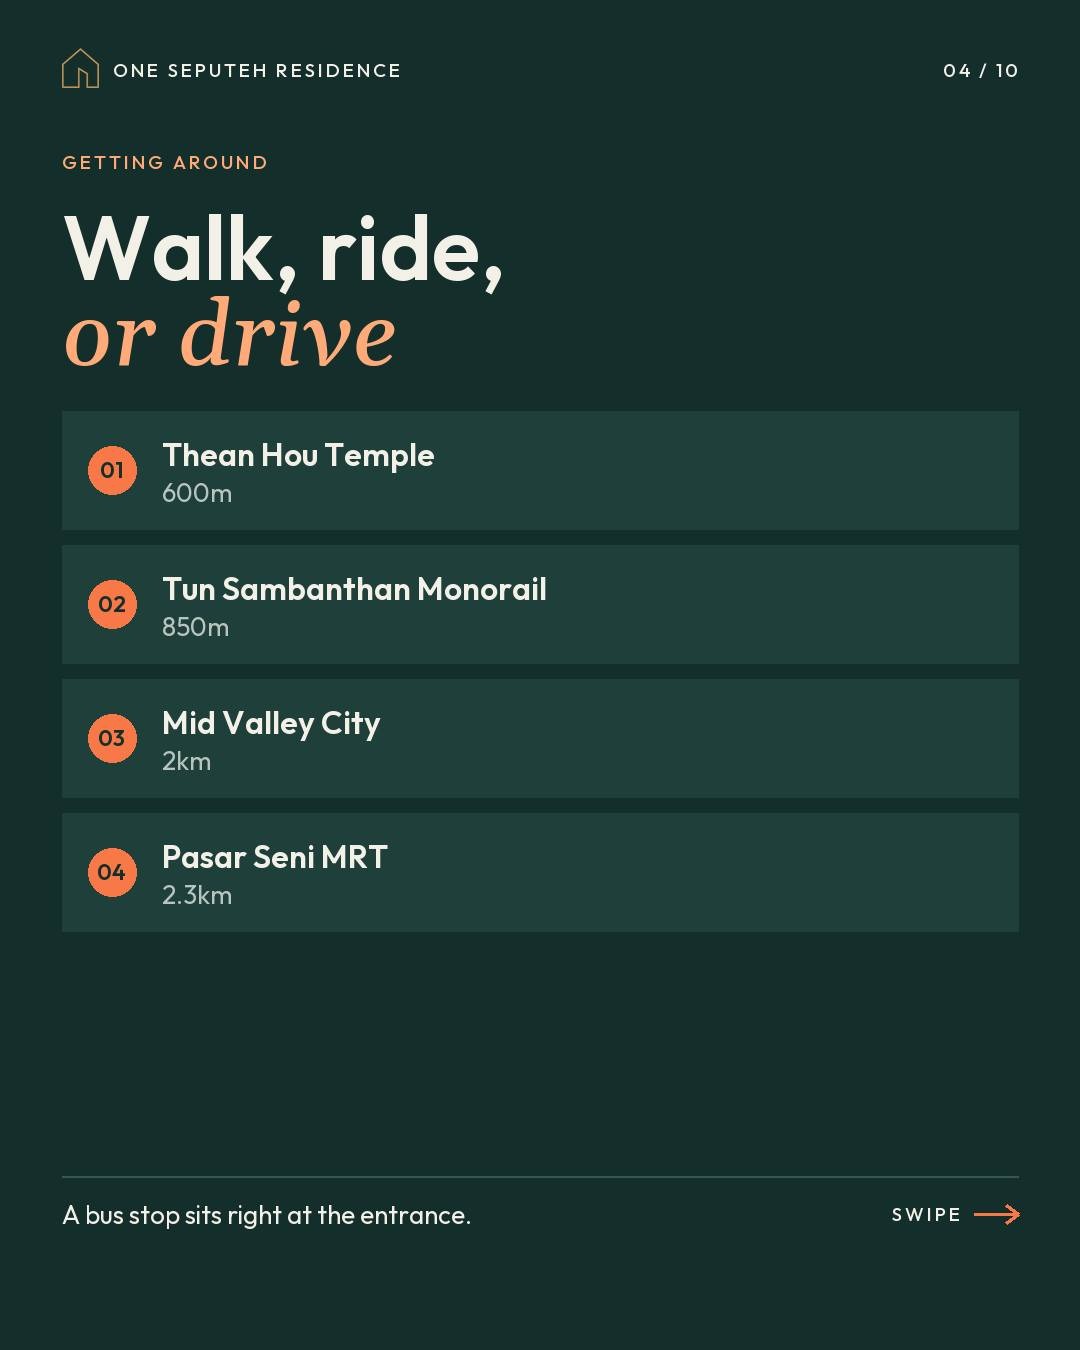 ONE SEPUTEH RESIDENCE
04 / 10
GETTING AROUND
Walk, ride,
or drive
01
Thean Hou Temple
600m
02
Tun Sambanthan Monorail
850m
03
Mid Valley City
2km
04
Pasar Seni MRT
2.3km
A bus stop sits right at the entrance.
SWIPE